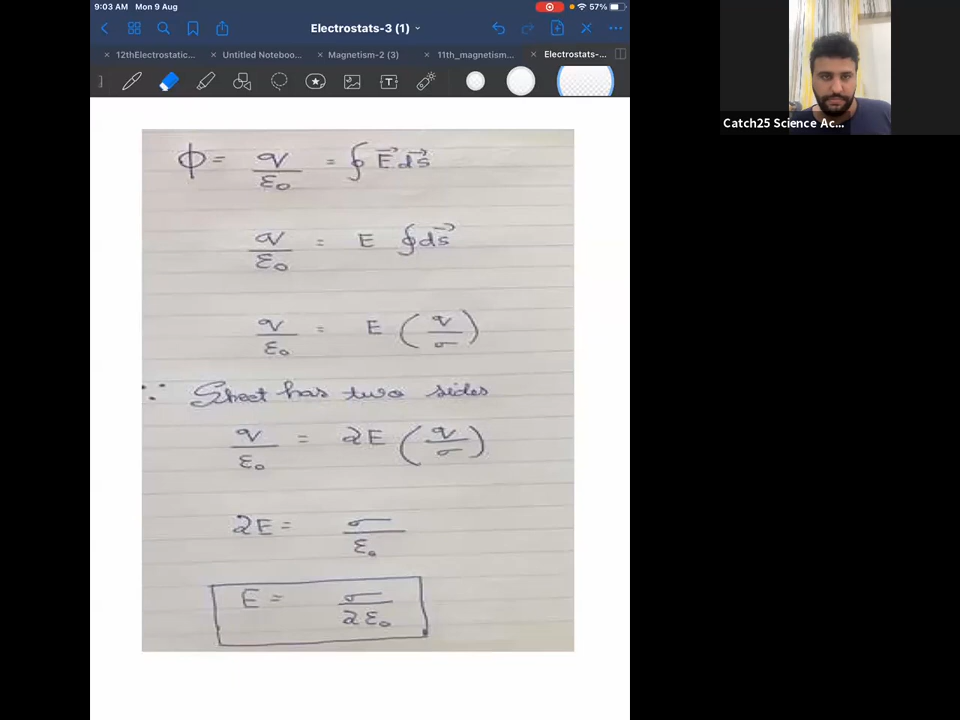 9:03 AM Mon 9 Aug
57%
Electrostats-3 (1)
12thElectrostatic...
Untitled Noteboo...
Magnetism-2 (3)
11th_magnetism...
Electrostats-...
Catch25 Science Ac...
ϕ = q/ε₀ = ∮ E⃗ ds⃗
q/ε₀ = E ∮ ds⃗
q/ε₀ = E (q/σ)
∵ Sheet has two sides
q/ε₀ = 2E (q/σ)
2E = σ/ε₀
E = σ/2ε₀